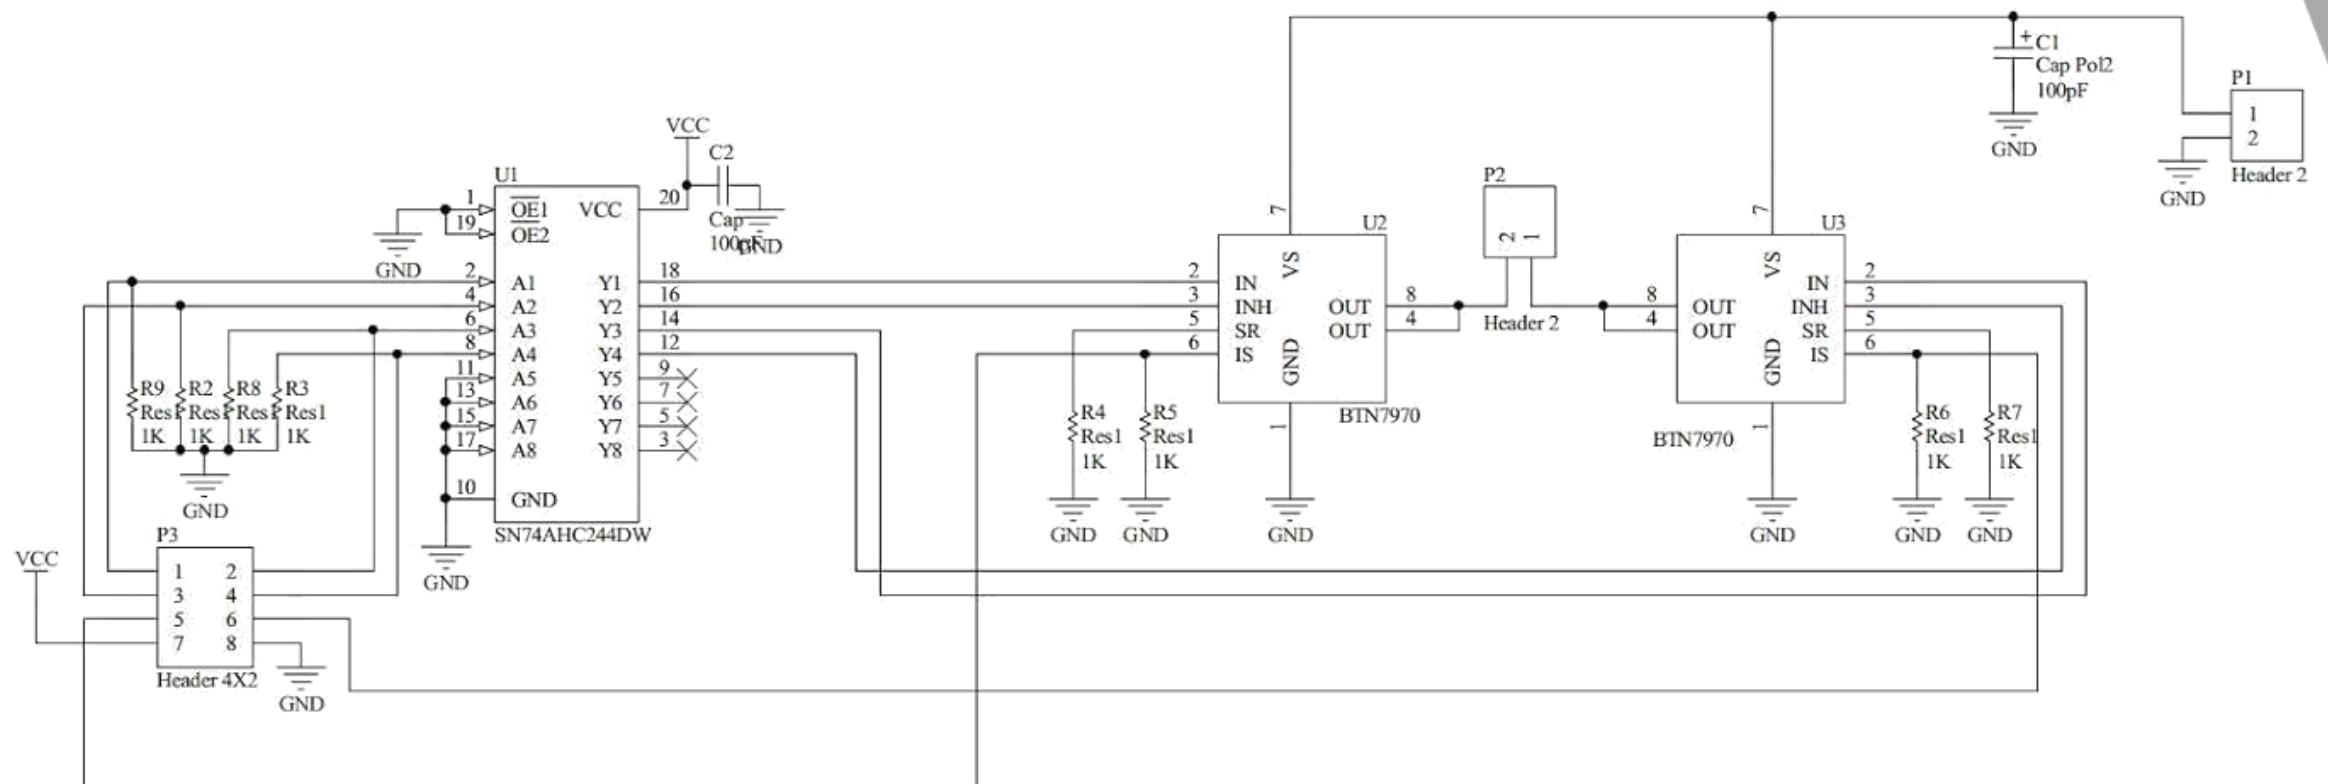 C1
Cap Pol2
100pF
GND
P1
1
2
Header 2
GND
VCC
C2
Cap
GND
U1
1
19
OE1
OE2
VCC
20
GND
2
4
6
8
11
13
15
17
10
A1
A2
A3
A4
A5
A6
A7
A8
GND
Y1
Y2
Y3
Y4
Y5
Y6
Y7
Y8
18
16
14
12
9
7
5
3
SN74AHC244DW
GND
R9
Res1
1K
R2
Res1
1K
R8
Res1
1K
R3
Res1
1K
GND
P3
1 2
3 4
5 6
7 8
Header 4X2
VCC
GND
7
U2
VS
2
3
5
6
IN
INH
SR
IS
OUT
OUT
8
4
GND
BTN7970
1
GND
R4
Res1
1K
GND
R5
Res1
1K
GND
P2
2
1
Header 2
7
U3
VS
8
4
OUT
OUT
IN
INH
SR
IS
2
3
5
6
GND
BTN7970
1
GND
R6
Res1
1K
GND
R7
Res1
1K
GND